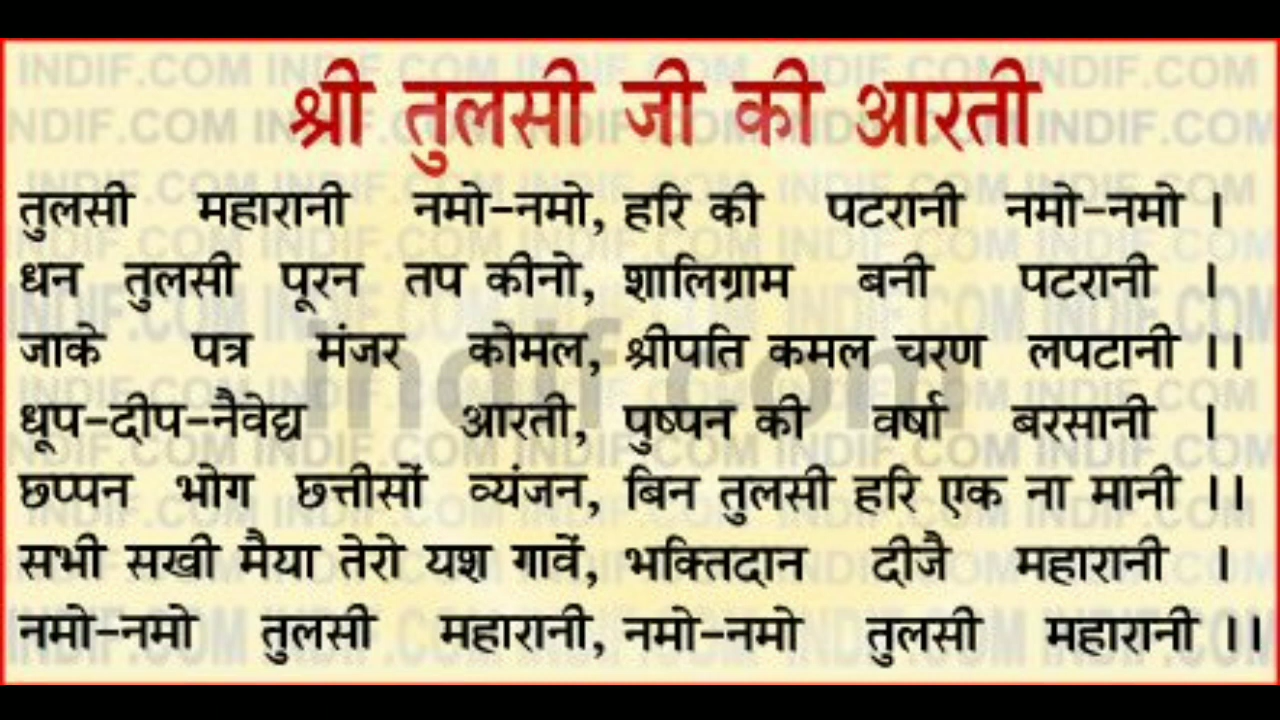 श्री तुलसी जी की आरती
तुलसी महारानी नमो-नमो, हरि की पटरानी नमो-नमो ।
धन तुलसी पूरन तप कीनो, शालिग्राम बनी पटरानी ।
जाके पत्र मंजर कोमल, श्रीपति कमल चरण लपटानी ।।
धूप-दीप-नैवेद्य आरती, पुष्पन की वर्षा बरसानी ।
छप्पन भोग छत्तीसों व्यंजन, बिन तुलसी हरि एक ना मानी ।।
सभी सखी मैया तेरो यश गावें, भक्तिदान दीजै महारानी ।
नमो-नमो तुलसी महारानी, नमो-नमो तुलसी महारानी ।।
indif.com